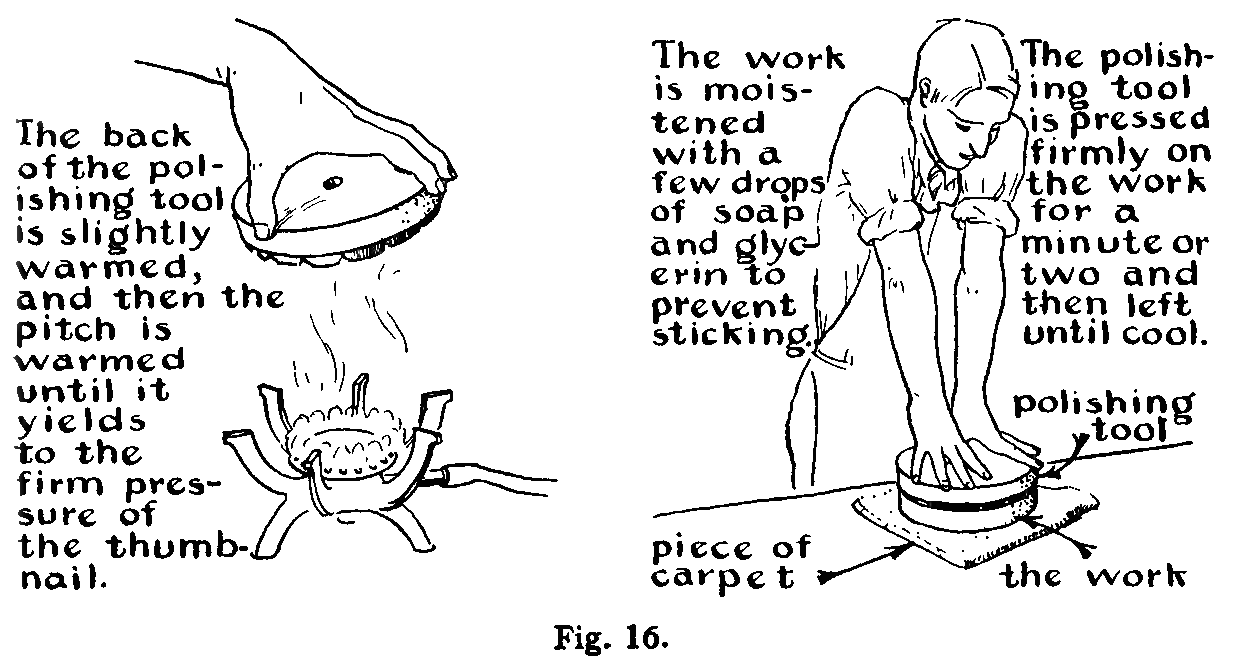 The back
of the pol-
ishing tool
is slightly
warmed,
and then the
pitch is
warmed
until it
yields
to the
firm pres-
sure of
the thumb-
nail.
The work
is mois-
tened
with a
few drops
of soap
and glyc-
erin to
prevent
sticking.
The polish-
ing tool
is pressed
firmly on
the work
for a
minute or
two and
then left
until cool.
polishing
tool
piece of
carpet
the work
Fig. 16.